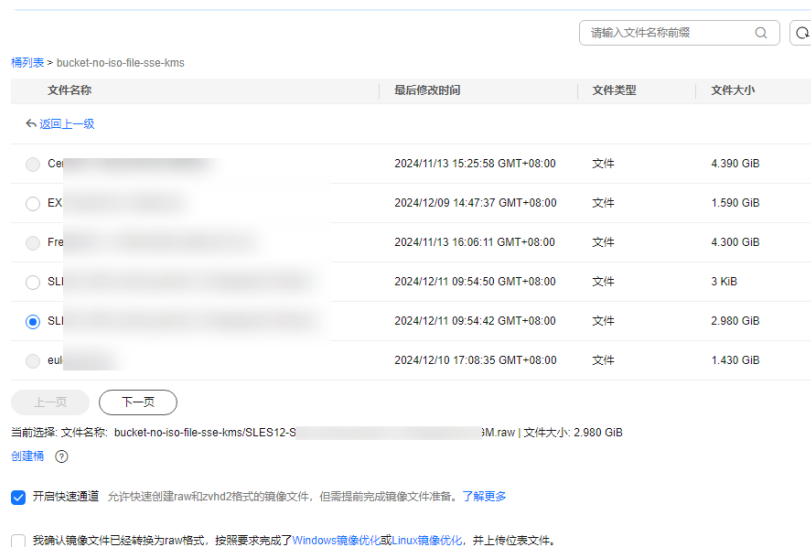 请输入文件名称前缀
桶列表 > bucket-no-iso-file-sse-kms
文件名称 最后修改时间 文件类型 文件大小
返回上一级
Ce 2024/11/13 15:25:58 GMT+08:00 文件 4.390 GiB
EX 2024/12/09 14:47:37 GMT+08:00 文件 1.590 GiB
Fre 2024/11/13 16:06:11 GMT+08:00 文件 4.300 GiB
SL 2024/12/11 09:54:50 GMT+08:00 文件 3 KiB
SL 2024/12/11 09:54:42 GMT+08:00 文件 2.980 GiB
eul 2024/12/10 17:08:35 GMT+08:00 文件 1.430 GiB
上一页 下一页
当前选择: 文件名称: bucket-no-iso-file-sse-kms/SLES12-S M.raw | 文件大小: 2.980 GiB
创建桶
开启快速通道 允许快速创建raw和zvhd2格式的镜像文件，但需提前完成镜像文件准备。了解更多
我确认镜像文件已经转换为raw格式，按照要求完成了Windows镜像优化或Linux镜像优化，并上传位表文件。